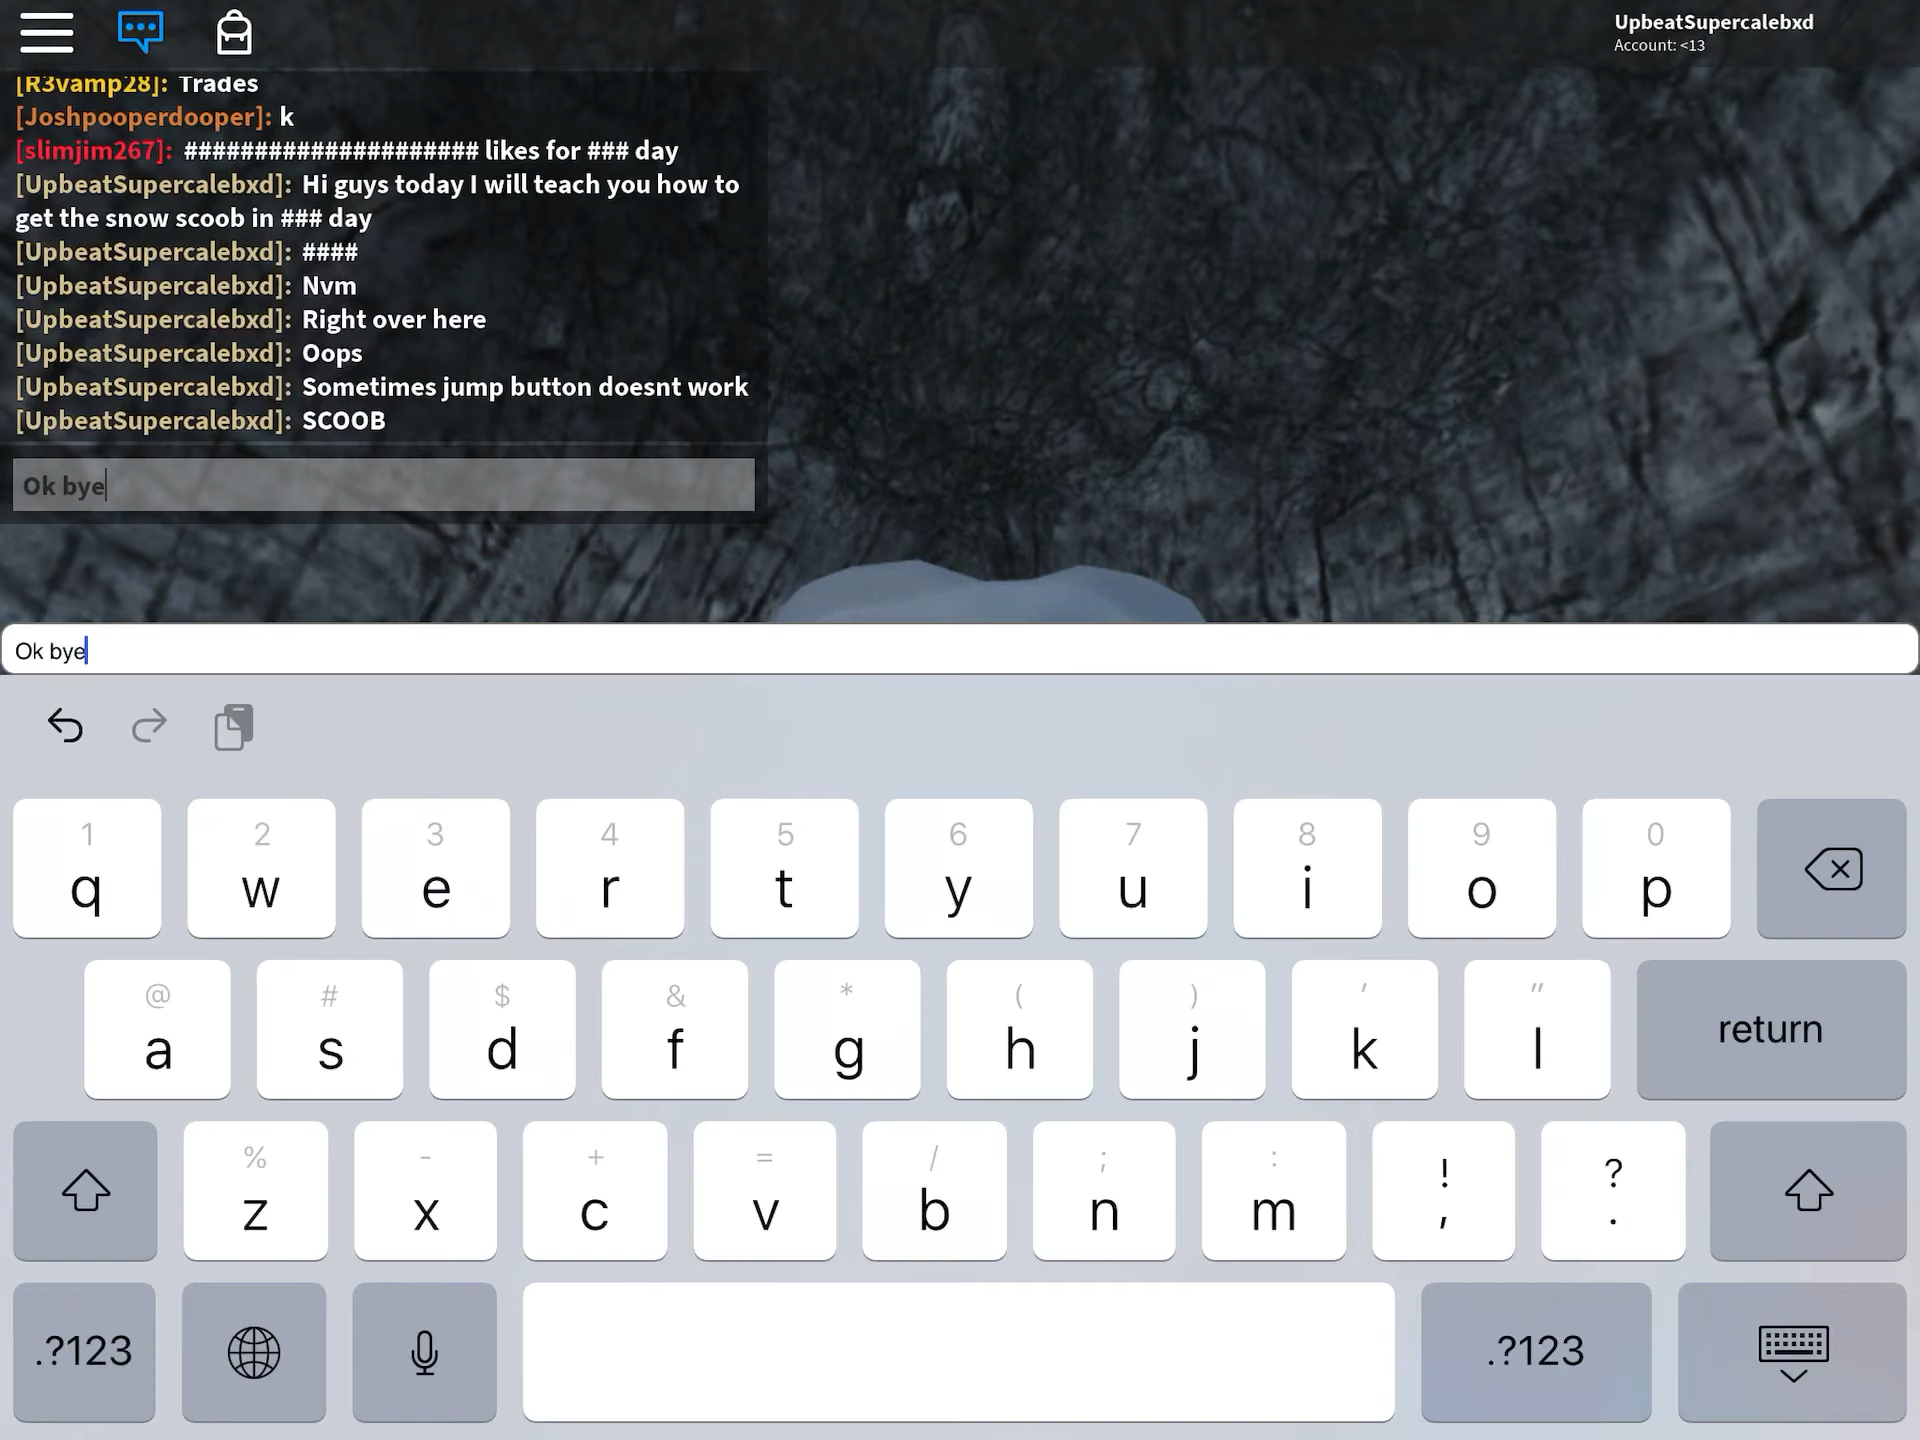 UpbeatSupercalebxd
Account: <13
[R3vamp28]: Trades
[Joshpooperdooper]: k
[slimjim267]: ##################### likes for ### day
[UpbeatSupercalebxd]: Hi guys today I will teach you how to
get the snow scoob in ### day
[UpbeatSupercalebxd]: ####
[UpbeatSupercalebxd]: Nvm
[UpbeatSupercalebxd]: Right over here
[UpbeatSupercalebxd]: Oops
[UpbeatSupercalebxd]: Sometimes jump button doesnt work
[UpbeatSupercalebxd]: SCOOB
Ok bye
Ok bye
1 2 3 4 5 6 7 8 9 0
q w e r t y u i o p
@ # $ & * ( ) ' "
a s d f g h j k l return
% - + = / ; : ! ?
z x c v b n m , .
.?123 .?123